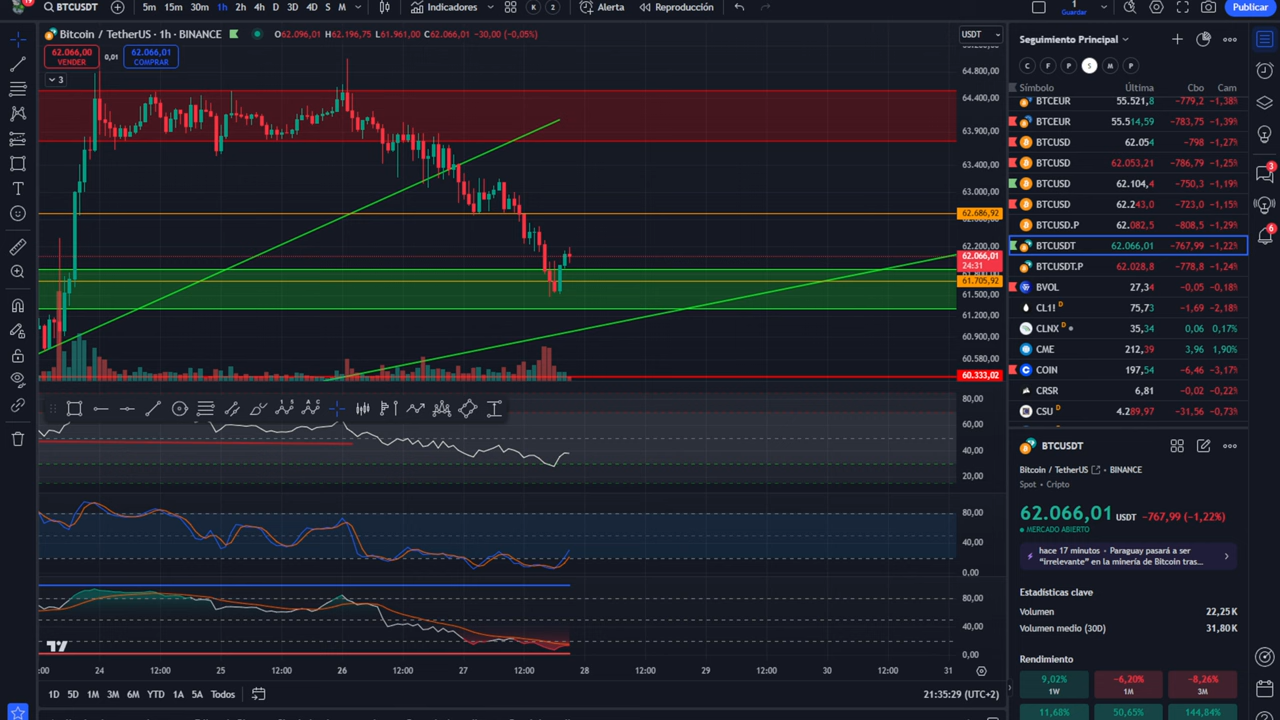 BTCUSDT 5m 15m 30m 1h 2h 4h D 3D 4D S M Indicadores K 2 Alerta Reproducción 1 Guardar Publicar
Bitcoin / TetherUS · 1h · BINANCE O62.096,01 H62.196,75 L61.961,00 C62.066,01 −30,00 (−0,05%)
USDT
62.066,00 VENDER 0,01 62.066,01 COMPRAR
3
64.800,00
64.400,00
63.900,00
63.400,00
63.000,00
62.686,92
62.200,00
62.066,01
24:31
61.705,92
61.500,00
61.200,00
60.900,00
60.580,00
60.333,02
80,00
60,00
40,00
20,00
80,00
40,00
0,00
80,00
40,00
0,00
:00 24 12:00 25 12:00 26 12:00 27 12:00 28 12:00 29 12:00 30 12:00 31
1D 5D 1M 3M 6M YTD 1A 5A Todos
21:35:29 (UTC+2)
Seguimiento Principal
C F P S M P
Símbolo Última Cbo Cam
BTCEUR 55.521,8 −779,2 −1,38%
BTCEUR 55.514,59 −783,75 −1,39%
BTCUSD 62.054 −798 −1,27%
BTCUSD 62.053,21 −786,79 −1,25%
BTCUSD 62.104,4 −750,3 −1,19%
BTCUSD 62.243,0 −723,0 −1,15%
BTCUSD.P 62.082,5 −808,5 −1,29%
BTCUSDT 62.066,01 −767,99 −1,22%
BTCUSDT.P 62.028,8 −778,8 −1,24%
BVOL 27,34 −0,05 −0,18%
CL1! D 75,73 −1,69 −2,18%
CLNX D 35,34 0,06 0,17%
CME 212,39 3,96 1,90%
COIN 197,54 −6,46 −3,17%
CRSR 6,81 −0,02 −0,22%
CSU D 4.289,97 −31,56 −0,73%
BTCUSDT
Bitcoin / TetherUS · BINANCE
Spot · Cripto
62.066,01 USDT −767,99 (−1,22%)
MERCADO ABIERTO
hace 17 minutos · Paraguay pasará a ser
“irrelevante” en la minería de Bitcoin tras...
Estadísticas clave
Volumen 22,25 K
Volumen medio (30D) 31,80 K
Rendimiento
9,02% −6,20% −8,26%
1W 1M 3M
11,68% 50,65% 144,84%
3
6